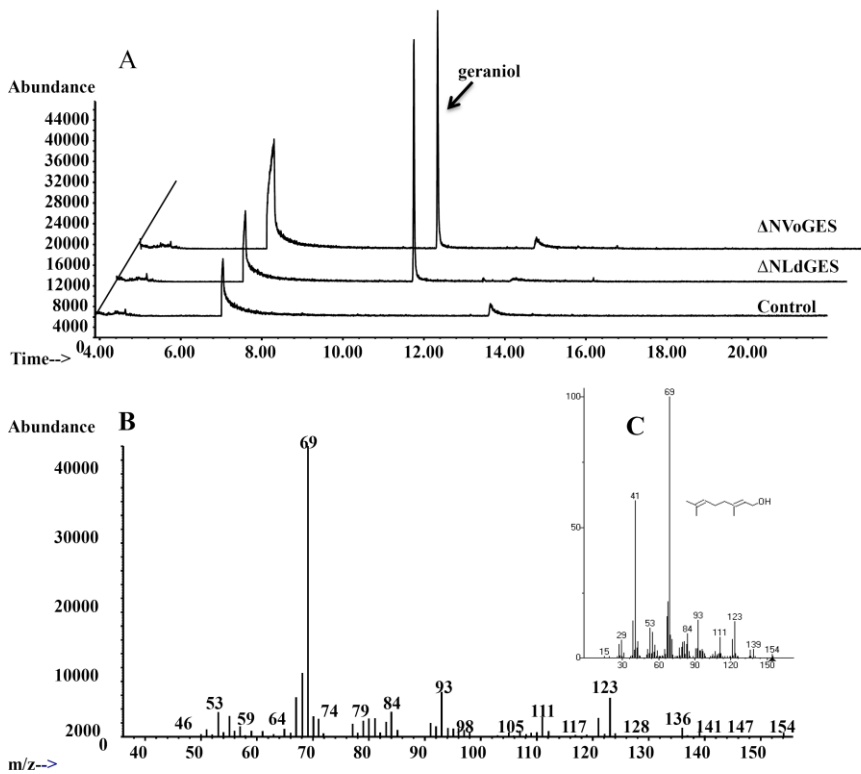 A
Abundance
geraniol
44000
40000
36000
32000
28000
24000
20000
16000
12000
8000
4000
0
ΔNVoGES
ΔNLdGES
Control
Time--> 4.00 6.00 8.00 10.00 12.00 14.00 16.00 18.00 20.00
B
Abundance
40000
30000
20000
10000
2000
0
69
46 53 59 64 74 79 84 93 98 105 111 117 123 128 136 141 147 154
m/z--> 40 50 60 70 80 90 100 110 120 130 140 150
C
100
50
0
69
41
OH
15 29 53 84 93 111 123 139 154
30 60 90 120 150